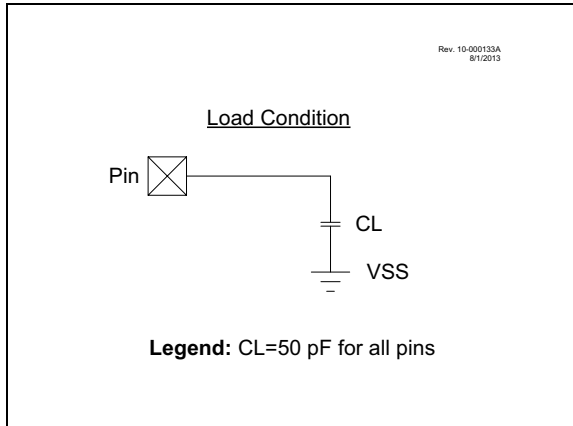 Rev. 10-000133A
8/1/2013
Load Condition
Pin
CL
VSS
Legend: CL=50 pF for all pins